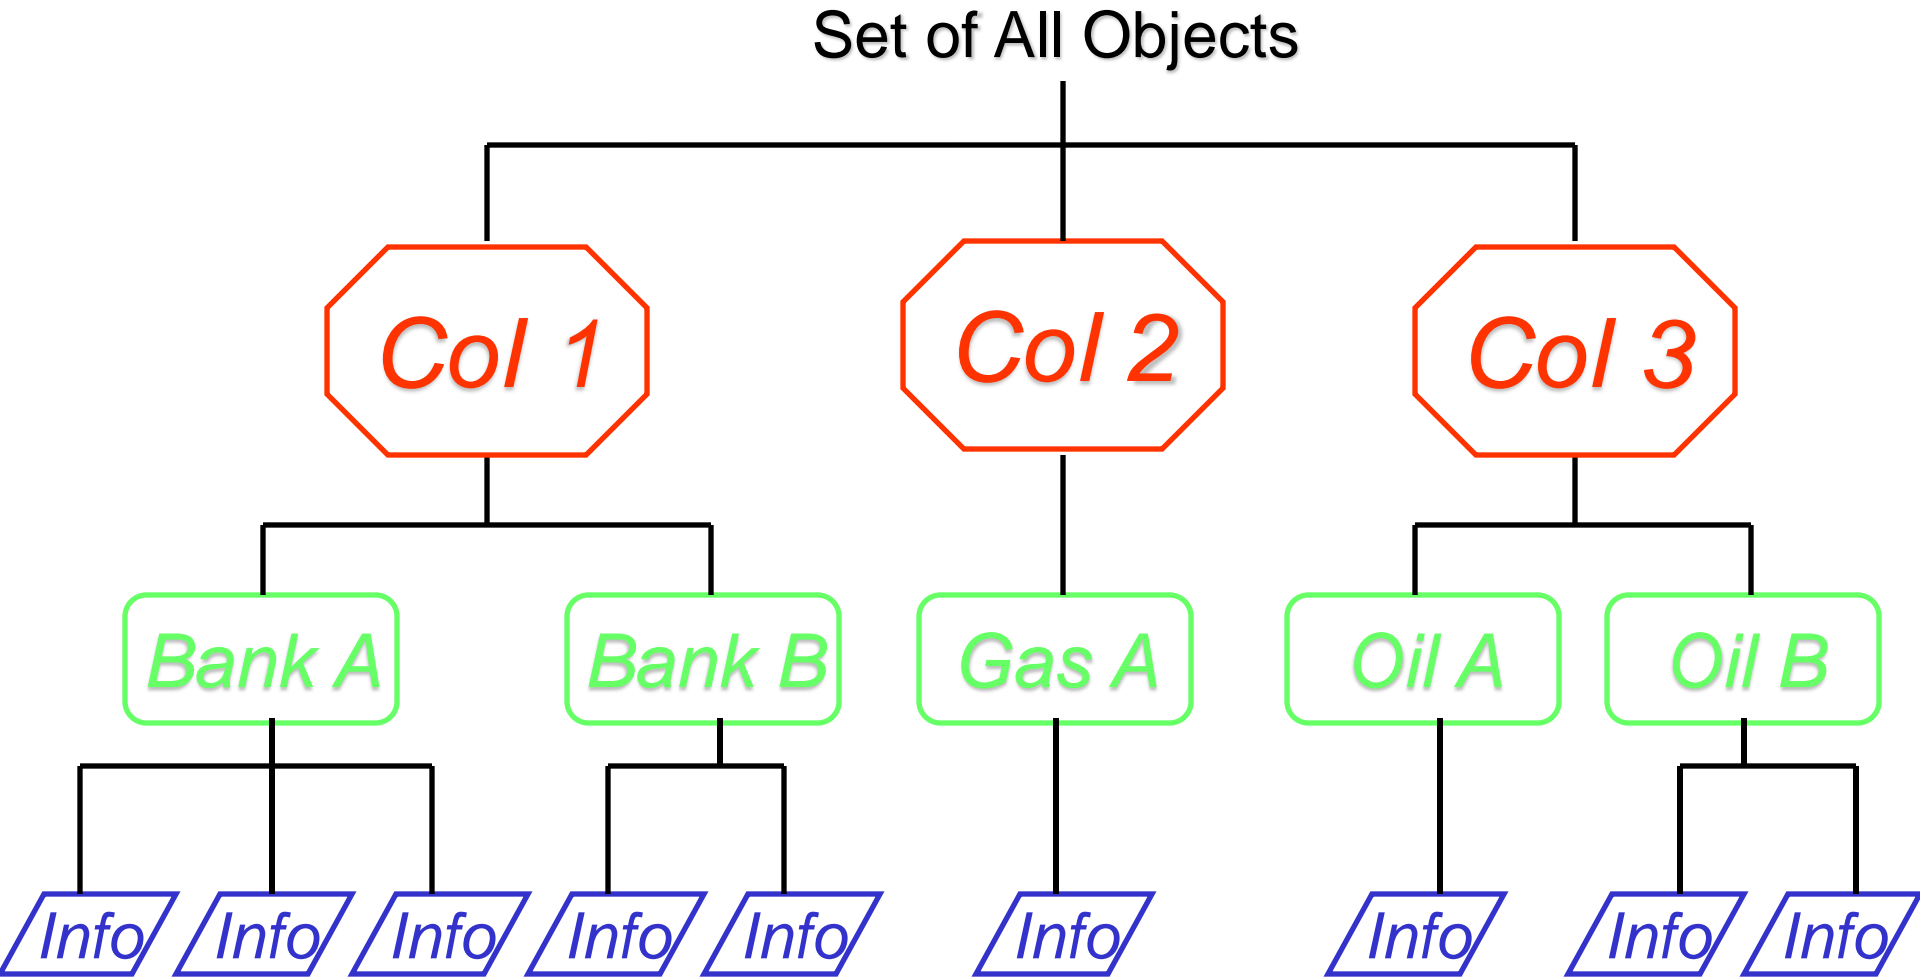 Set of All Objects
Col 1
Col 2
Col 3
Bank A
Bank B
Gas A
Oil A
Oil B
Info
Info
Info
Info
Info
Info
Info
Info
Info